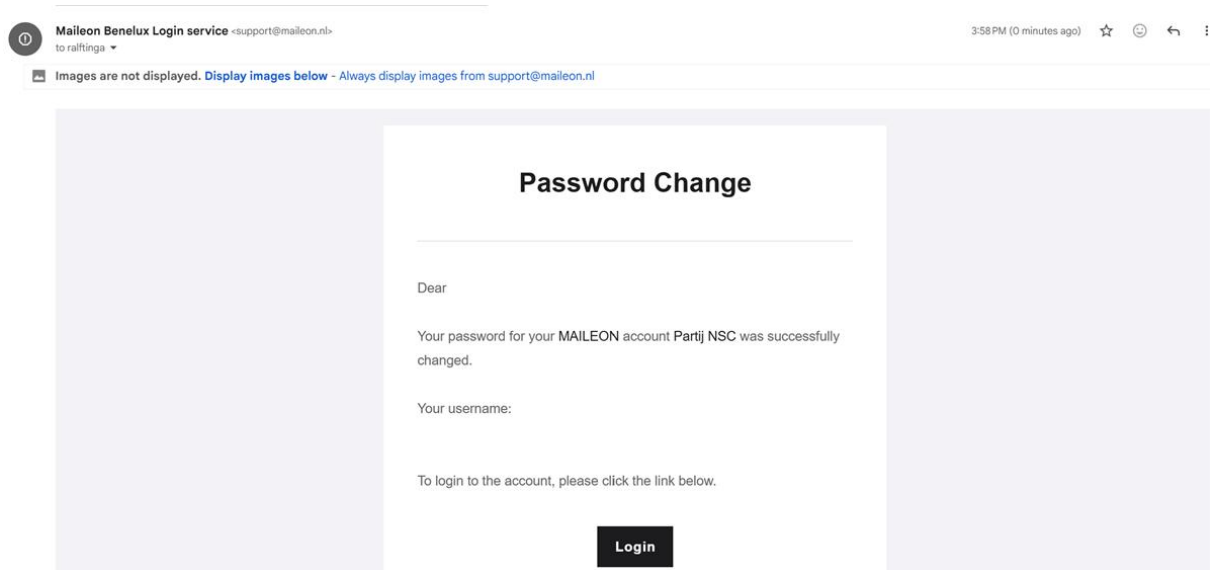 Maileon Benelux Login service <support@maileon.nl>
3:58 PM (0 minutes ago)
to ralftinga
Images are not displayed. Display images below - Always display images from support@maileon.nl
Password Change
Dear
Your password for your MAILEON account Partij NSC was successfully
changed.
Your username:
To login to the account, please click the link below.
Login